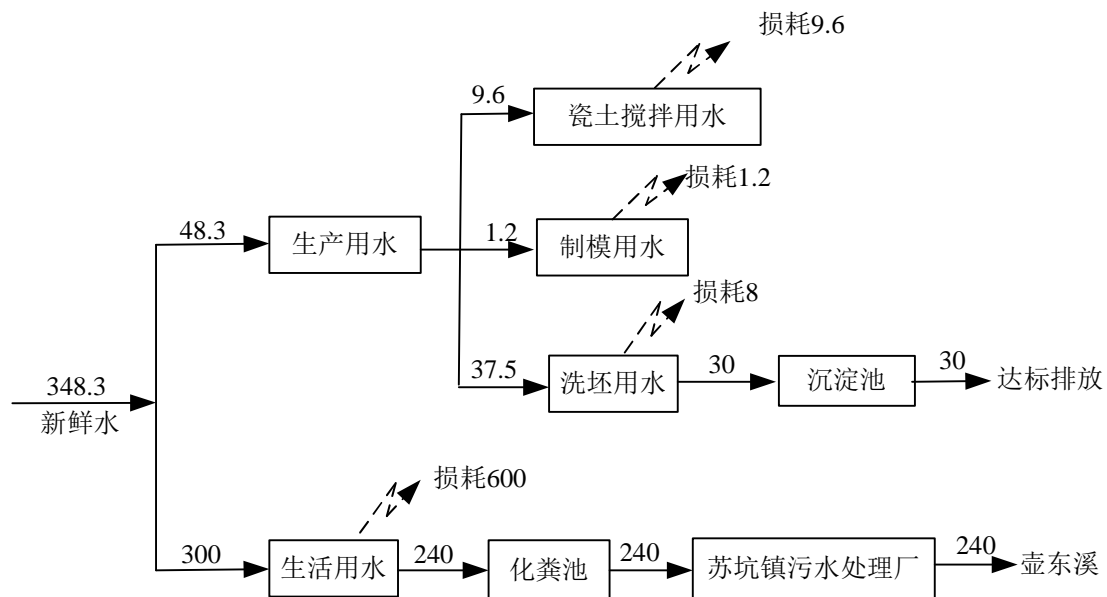 损耗9.6
9.6
瓷土搅拌用水
损耗1.2
48.3
生产用水
1.2
制模用水
损耗8
348.3
新鲜水
37.5
洗坯用水
30
沉淀池
30
达标排放
损耗600
300
生活用水
240
化粪池
240
苏坑镇污水处理厂
240
壶东溪